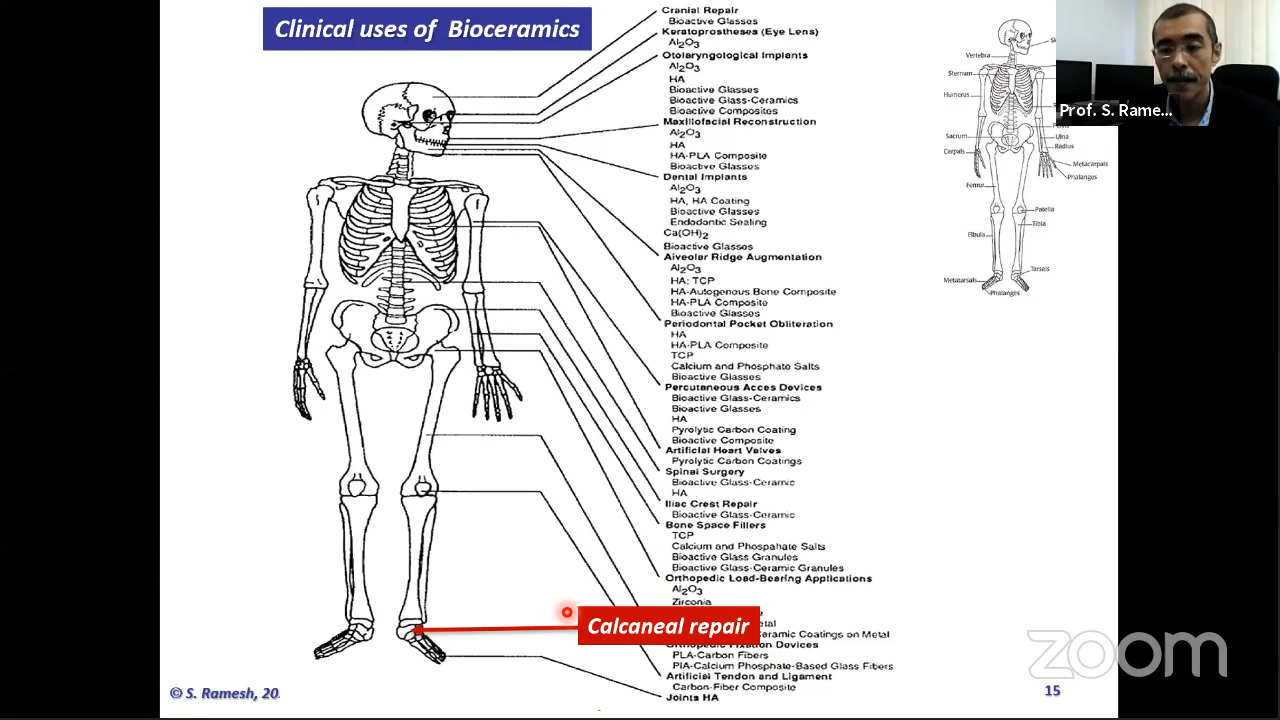 Clinical uses of Bioceramics
Cranial Repair
Bioactive Glasses
Keratoprostheses (Eye Lens)
Al2O3
Otolaryngological Implants
Al2O3
HA
Bioactive Glasses
Bioactive Glass-Ceramics
Bioactive Composites
Maxillofacial Reconstruction
Al2O3
HA
HA-PLA Composite
Bioactive Glasses
Dental Implants
Al2O3
HA, HA Coating
Bioactive Glasses
Endodontic Sealing
Ca(OH)2
Bioactive Glasses
Alveolar Ridge Augmentation
Al2O3
HA; TCP
HA-Autogenous Bone Composite
HA-PLA Composite
Bioactive Glasses
Periodontal Pocket Obliteration
HA
HA-PLA Composite
TCP
Calcium and Phosphate Salts
Bioactive Glasses
Percutaneous Acces Devices
Bioactive Glass-Ceramics
Bioactive Glasses
HA
Pyrolytic Carbon Coating
Bioactive Composite
Artificial Heart Valves
Pyrolytic Carbon Coatings
Spinal Surgery
Bioactive Glass-Ceramic
HA
Iliac Crest Repair
Bioactive Glass-Ceramic
Bone Space Fillers
TCP
Calcium and Phospahate Salts
Bioactive Glass Granules
Bioactive Glass-Ceramic Granules
Orthopedic Load-Bearing Applications
Al2O3
Zirconia
Calcaneal repair
Ceramic Coatings on Metal
Orthopedic Fixation Devices
PLA-Carbon Fibers
PIA-Calcium Phosphate-Based Glass Fibers
Artificial Tendon and Ligament
Carbon-Fiber Composite
Joints HA
Vertebra
Sternum
Humerus
Sacrum
Carpals
Femur
Fibula
Metatarsals
Phalanges
Ulna
Radius
Metacarpals
Phalanges
Patella
Tibia
Tarsals
Prof. S. Rame...
zoom
© S. Ramesh, 20
15